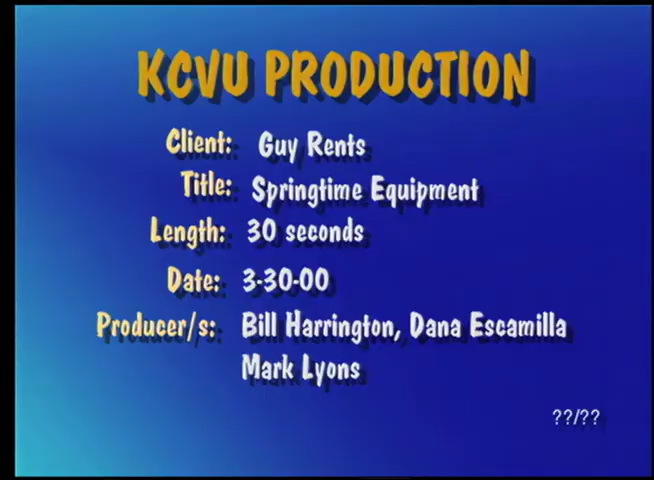 KCVU PRODUCTION
Client: Guy Rents
Title: Springtime Equipment
Length: 30 seconds
Date: 3-30-00
Producer/s: Bill Harrington, Dana Escamilla
Mark Lyons
??/??